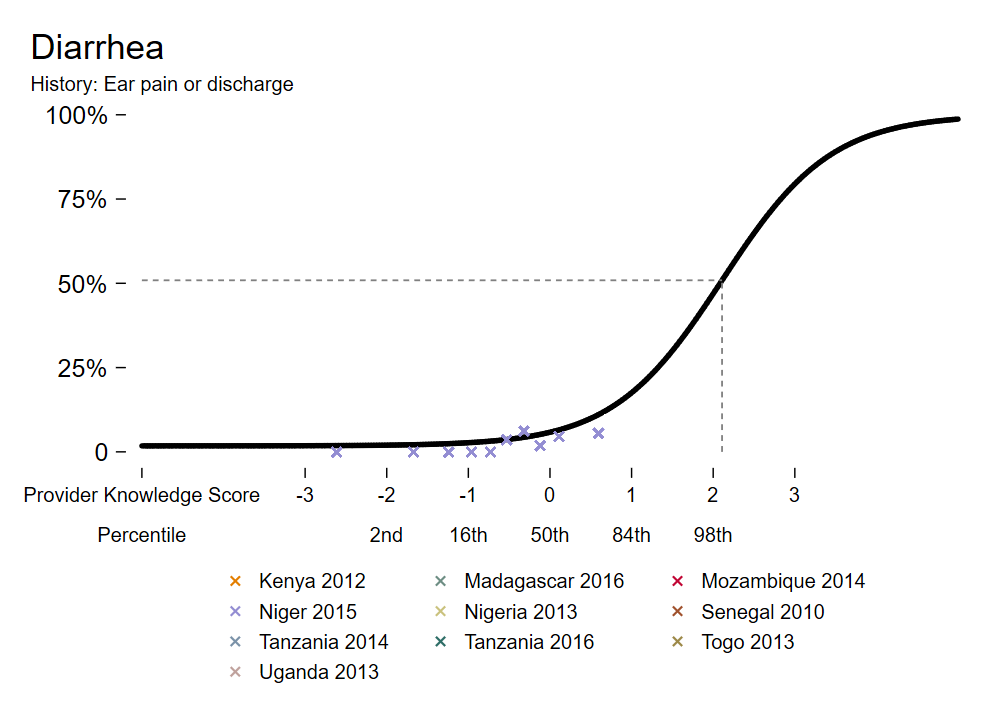 Diarrhea
History: Ear pain or discharge
100%
75%
50%
25%
0
Provider Knowledge Score -3 -2 -1 0 1 2 3
Percentile 2nd 16th 50th 84th 98th
Kenya 2012 Madagascar 2016 Mozambique 2014
Niger 2015 Nigeria 2013 Senegal 2010
Tanzania 2014 Tanzania 2016 Togo 2013
Uganda 2013